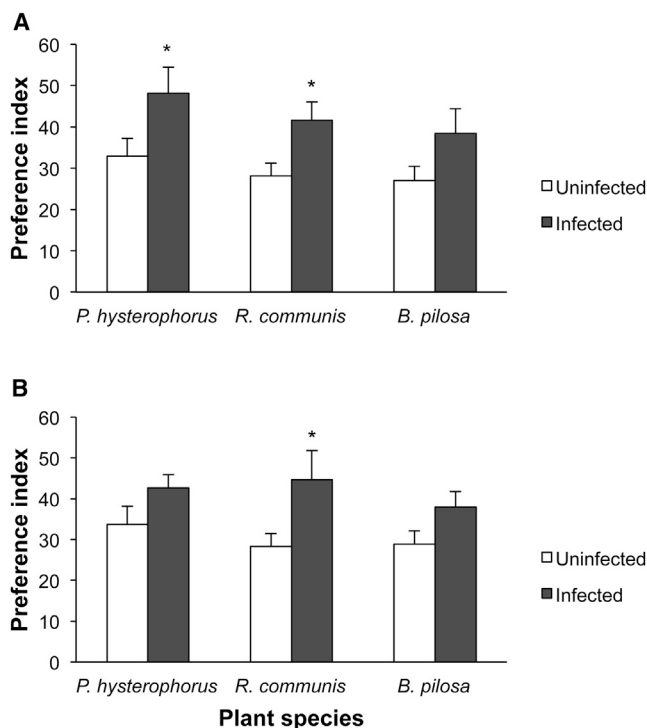 A
60
50
40
30
20
10
0
Preference index
* *
P. hysterophorus R. communis B. pilosa
Uninfected
Infected
B
60
50
40
30
20
10
0
Preference index
*
P. hysterophorus R. communis B. pilosa
Uninfected
Infected
Plant species